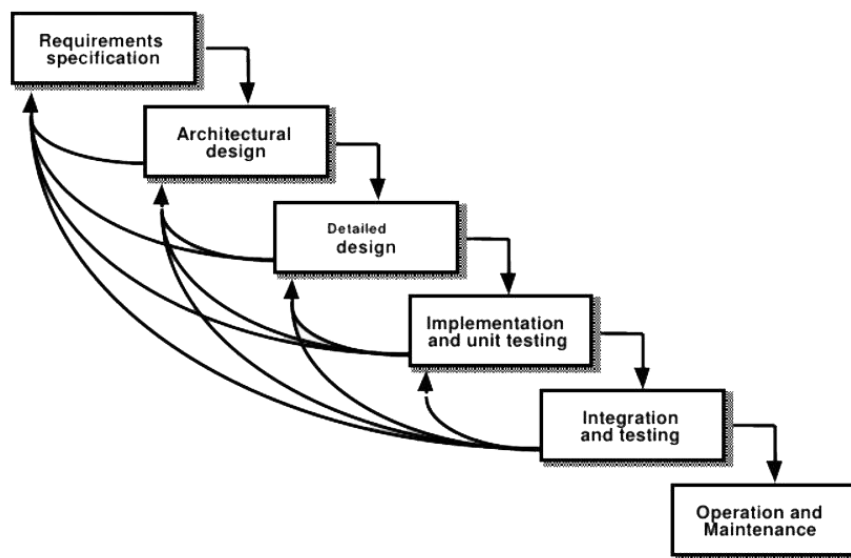 Requirements
specification
Architectural
design
Detailed
design
Implementation
and unit testing
Integration
and testing
Operation and
Maintenance